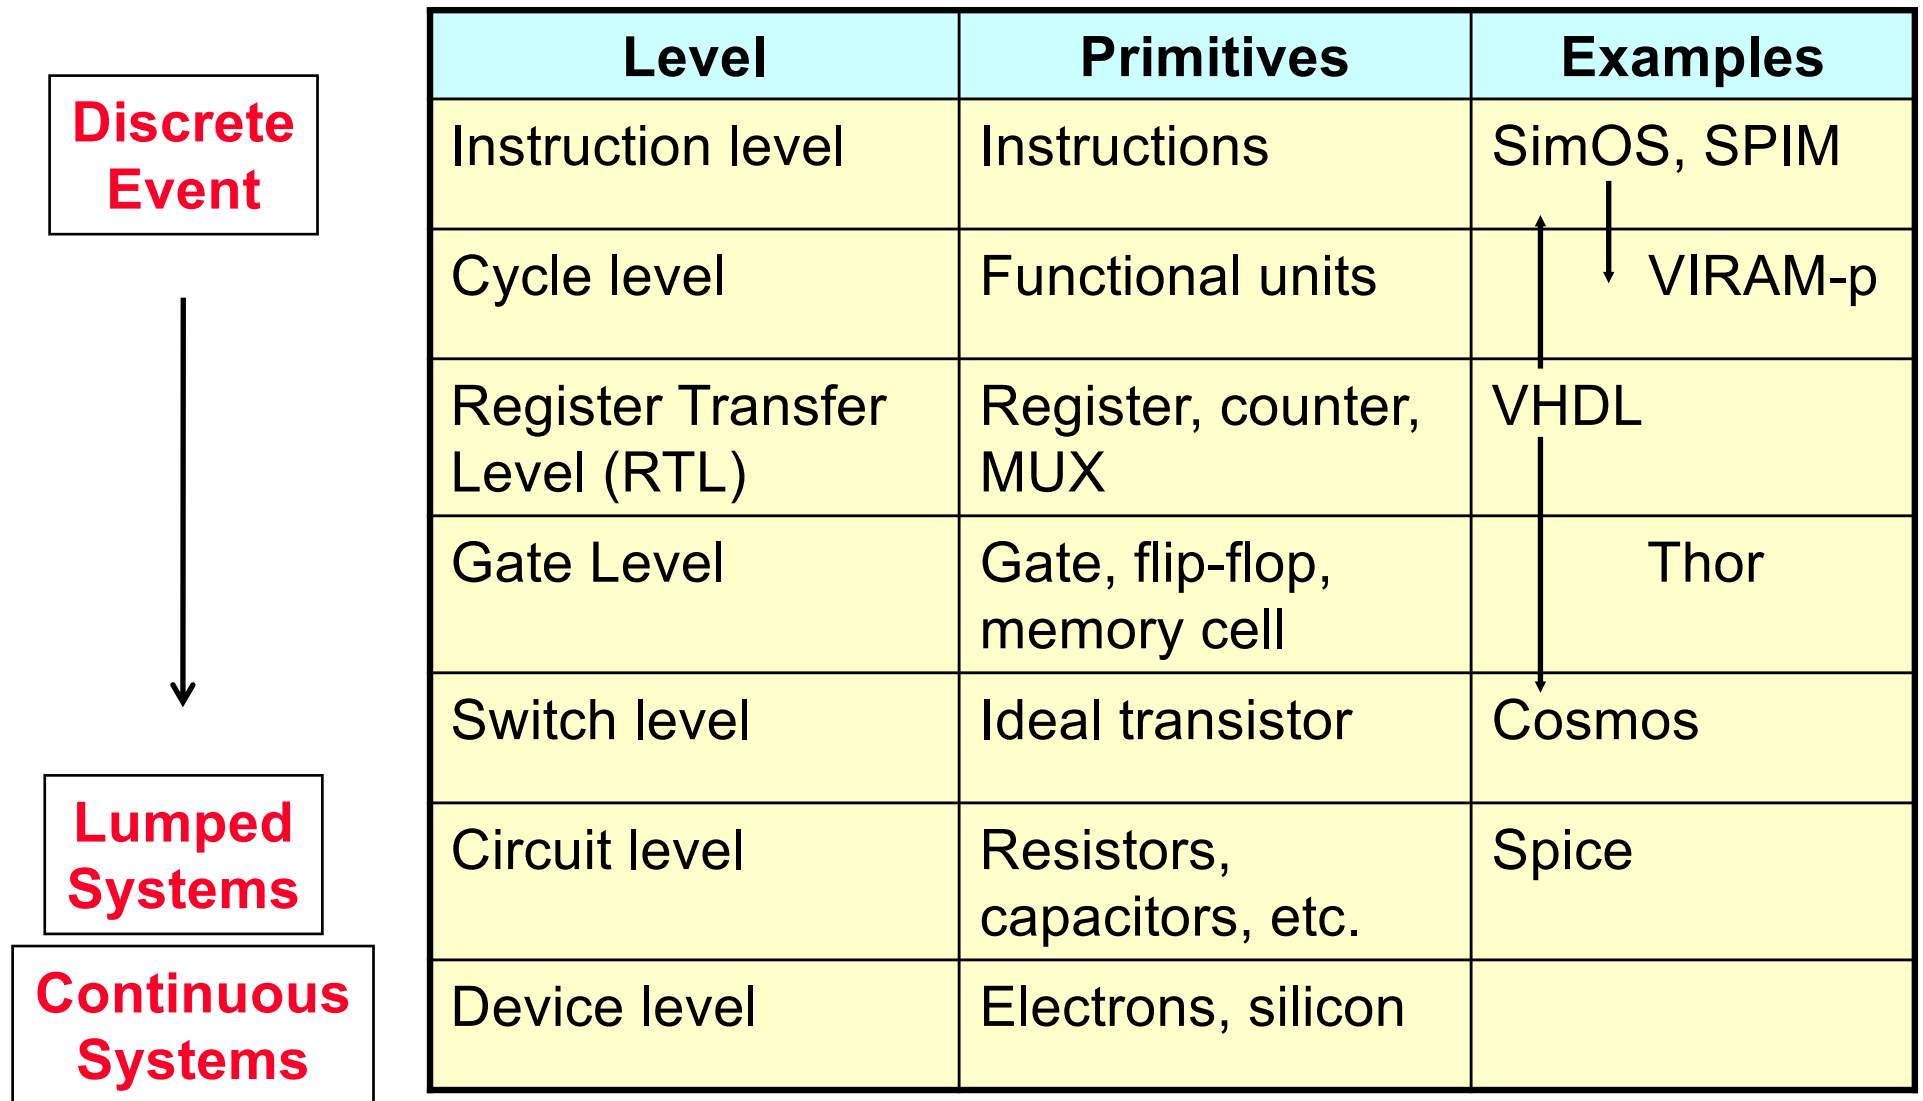 Discrete
Event
Lumped
Systems
Continuous
Systems
Level Primitives Examples
Instruction level Instructions SimOS, SPIM
Cycle level Functional units VIRAM-p
Register Transfer Register, counter, VHDL
Level (RTL) MUX
Gate Level Gate, flip-flop, Thor
memory cell
Switch level Ideal transistor Cosmos
Circuit level Resistors, Spice
capacitors, etc.
Device level Electrons, silicon